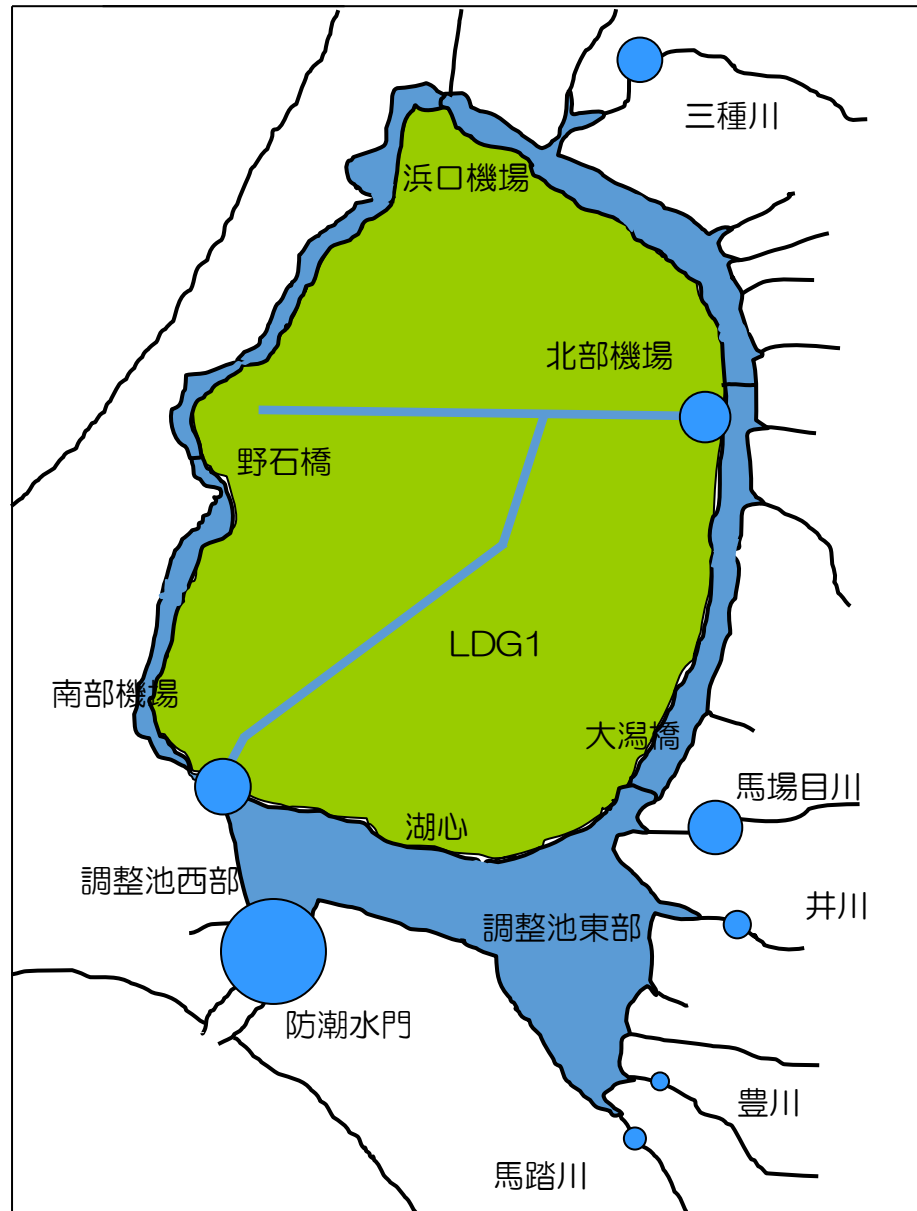 三種川
浜口機場
北部機場
野石橋
LDG1
南部機場
大潟橋
馬場目川
湖心
調整池西部
井川
調整池東部
防潮水門
豊川
馬踏川